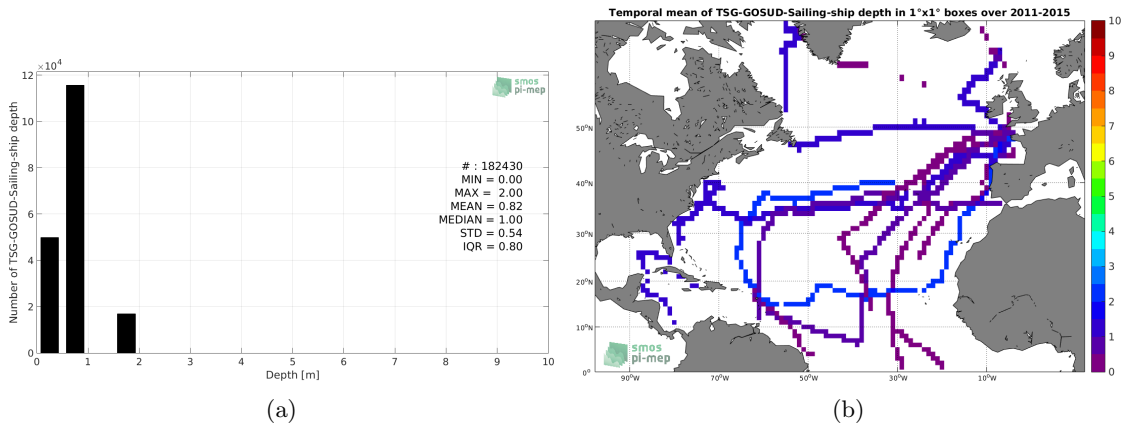 Temporal mean of TSG-GOSUD-Sailing-ship depth in 1°x1° boxes over 2011-2015
×10⁴
12
10
8
6
4
2
0
Number of TSG-GOSUD-Sailing-ship depth
smos
pi-mep
# : 182430
MIN = 0.00
MAX = 2.00
MEAN = 0.82
MEDIAN = 1.00
STD = 0.54
IQR = 0.80
0 1 2 3 4 5 6 7 8 9 10
Depth [m]
(a)
50°N
40°N
30°N
20°N
10°N
0°
90°W 70°W 50°W 30°W 10°W
smos
pi-mep
10
9
8
7
6
5
4
3
2
1
0
(b)